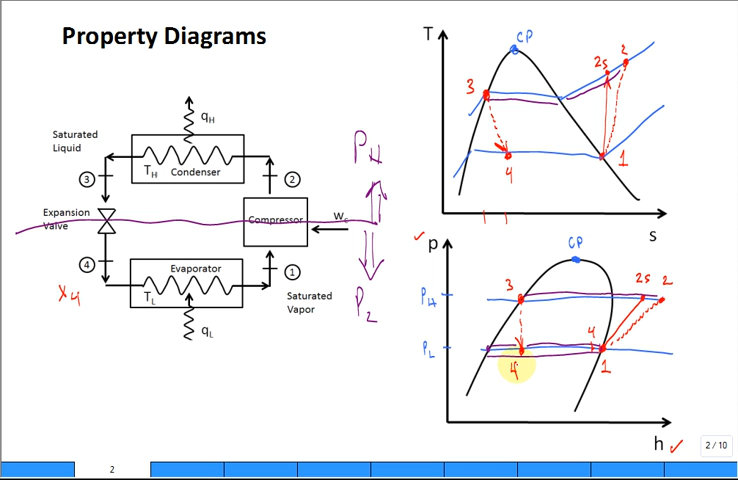 Property Diagrams
Saturated
Liquid
qH
TH
Condenser
3
2
Expansion
Valve
Compressor
wc
4
X4
Evaporator
TL
1
Saturated
Vapor
qL
PH
P2
T
CP
3
2s
2
4
1
s
p
CP
PH
3
2s
2
PL
4
4
1
h
2 / 10
2